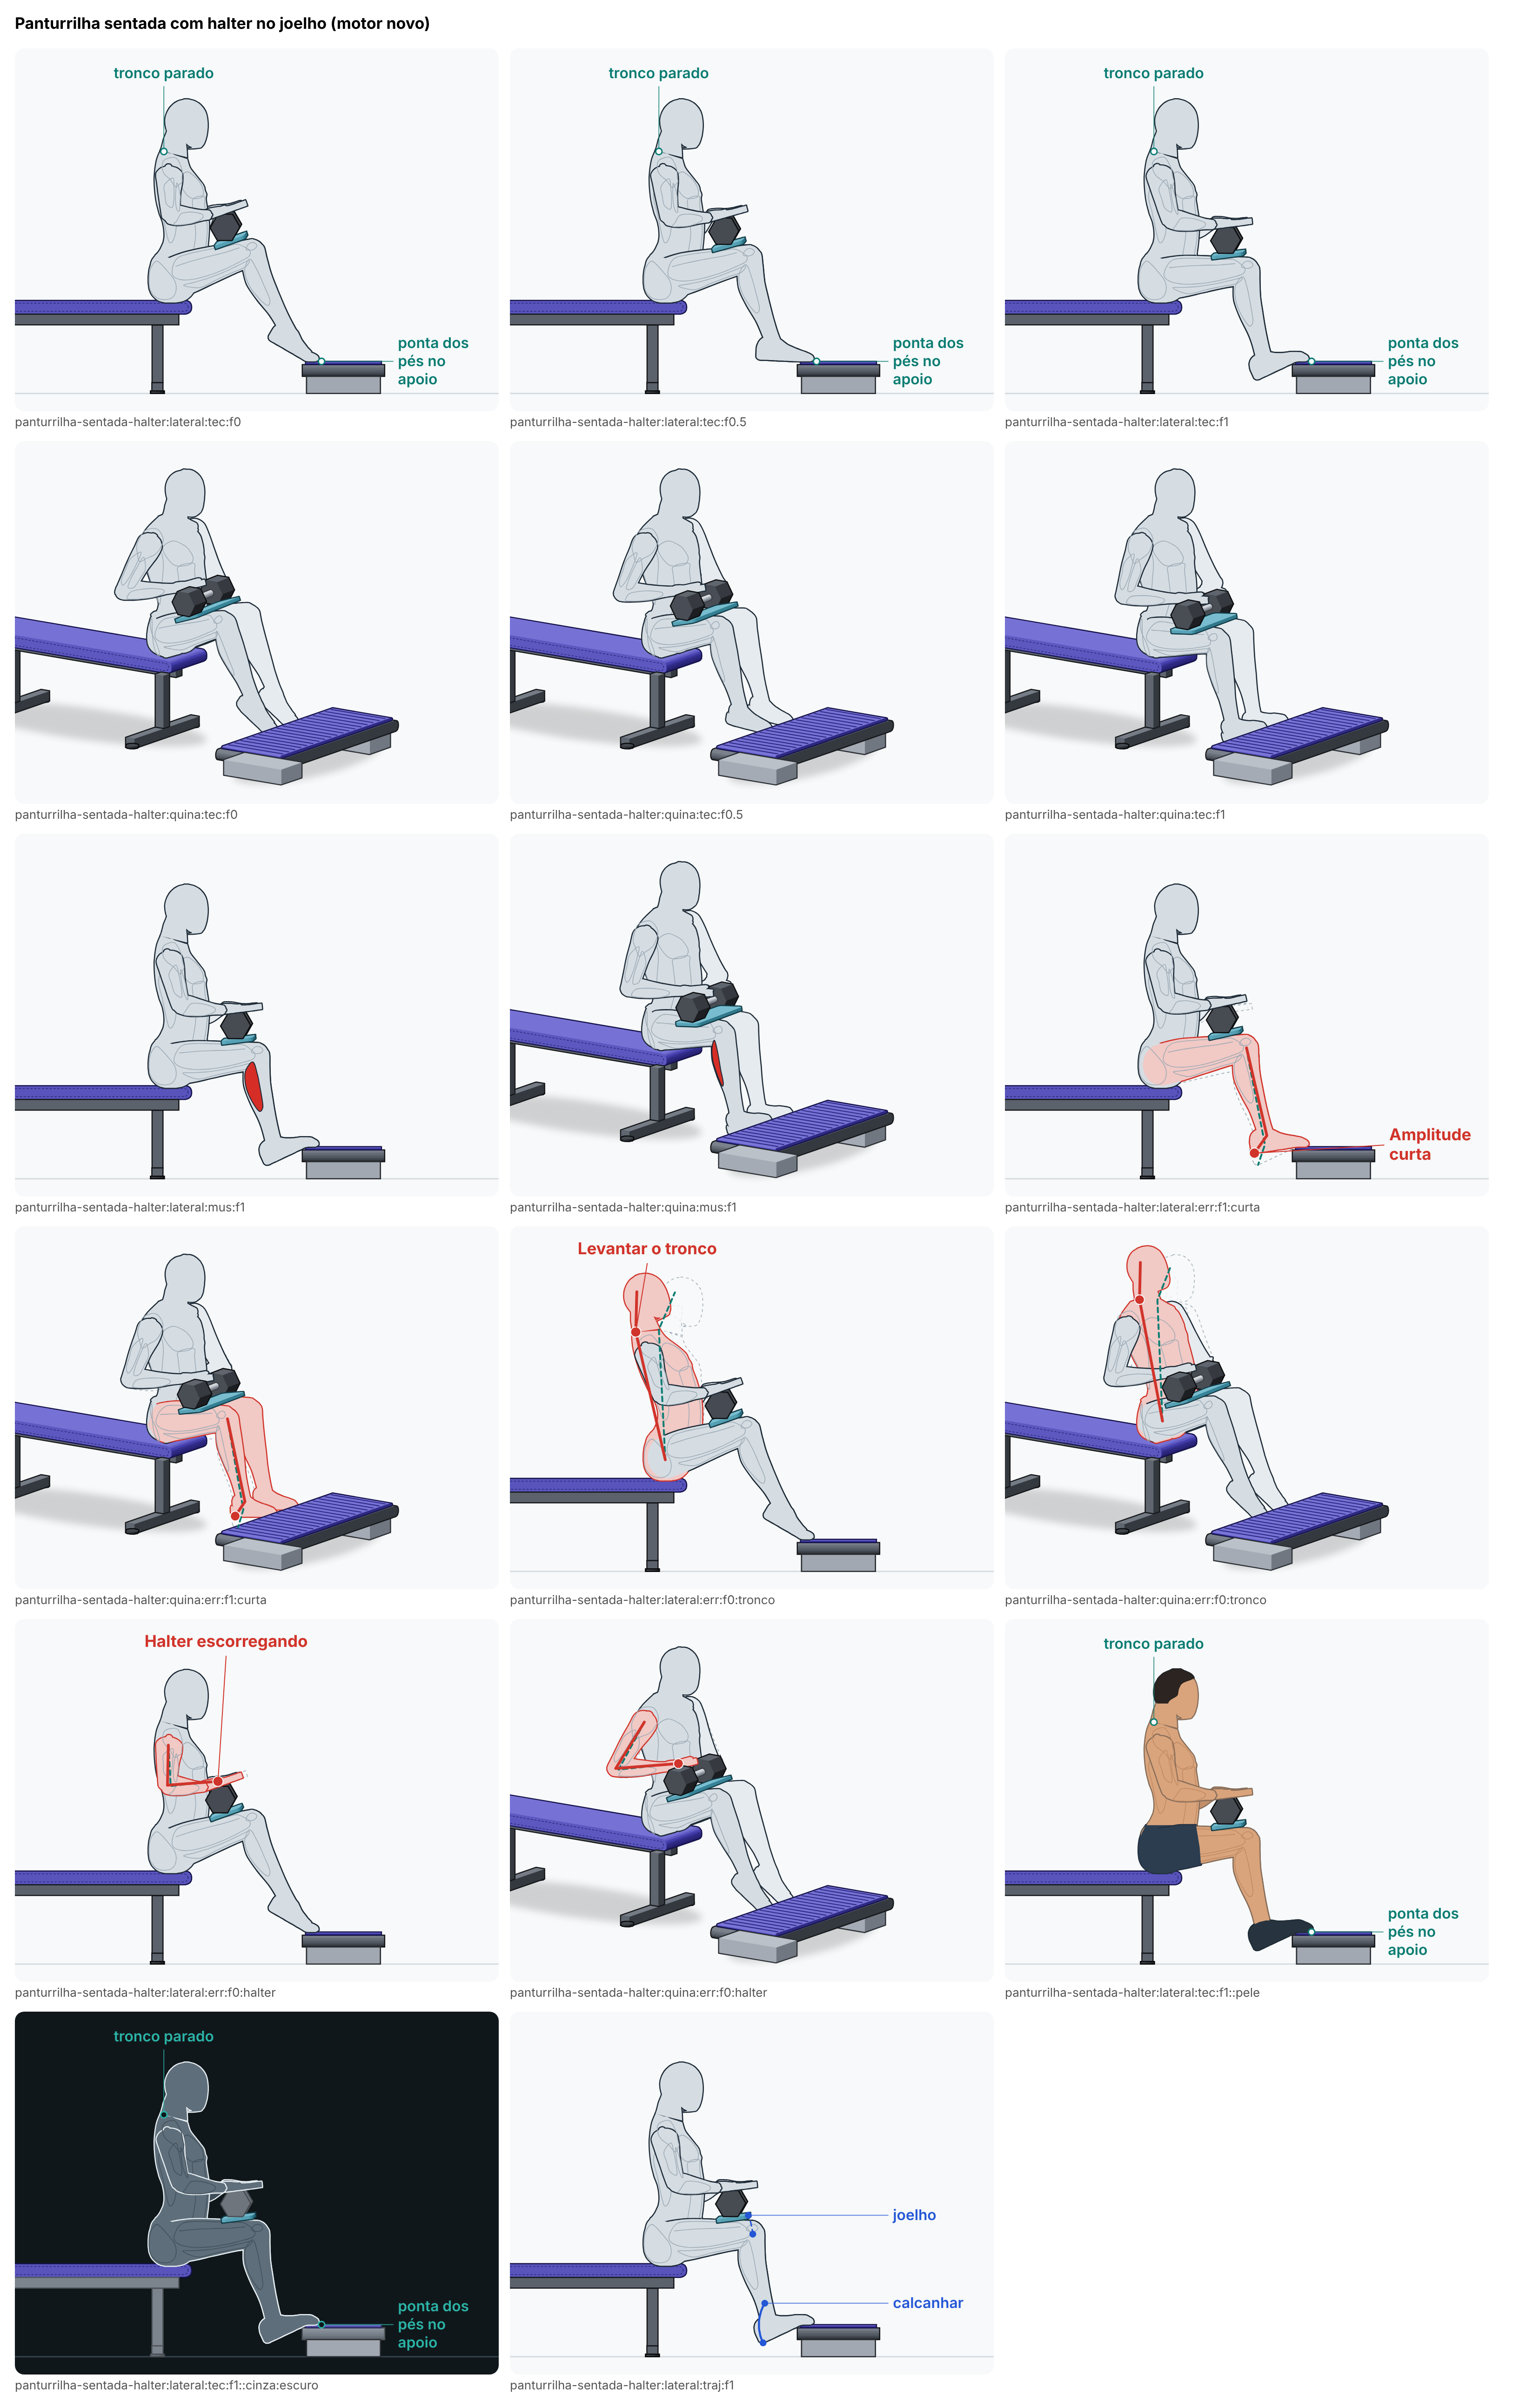 Panturrilha sentada com halter no joelho (motor novo)
tronco parado
tronco parado
tronco parado
ponta dos
pés no
apoio
ponta dos
pés no
apoio
ponta dos
pés no
apoio
panturrilha-sentada-halter:lateral:tec:f0
panturrilha-sentada-halter:lateral:tec:f0.5
panturrilha-sentada-halter:lateral:tec:f1
panturrilha-sentada-halter:quina:tec:f0
panturrilha-sentada-halter:quina:tec:f0.5
panturrilha-sentada-halter:quina:tec:f1
Amplitude
curta
panturrilha-sentada-halter:lateral:mus:f1
panturrilha-sentada-halter:quina:mus:f1
panturrilha-sentada-halter:lateral:err:f1:curta
Levantar o tronco
panturrilha-sentada-halter:quina:err:f1:curta
panturrilha-sentada-halter:lateral:err:f0:tronco
panturrilha-sentada-halter:quina:err:f0:tronco
Halter escorregando
tronco parado
ponta dos
pés no
apoio
panturrilha-sentada-halter:lateral:err:f0:halter
panturrilha-sentada-halter:quina:err:f0:halter
panturrilha-sentada-halter:lateral:tec:f1::pele
tronco parado
joelho
calcanhar
ponta dos
pés no
apoio
panturrilha-sentada-halter:lateral:tec:f1::cinza:escuro
panturrilha-sentada-halter:lateral:traj:f1